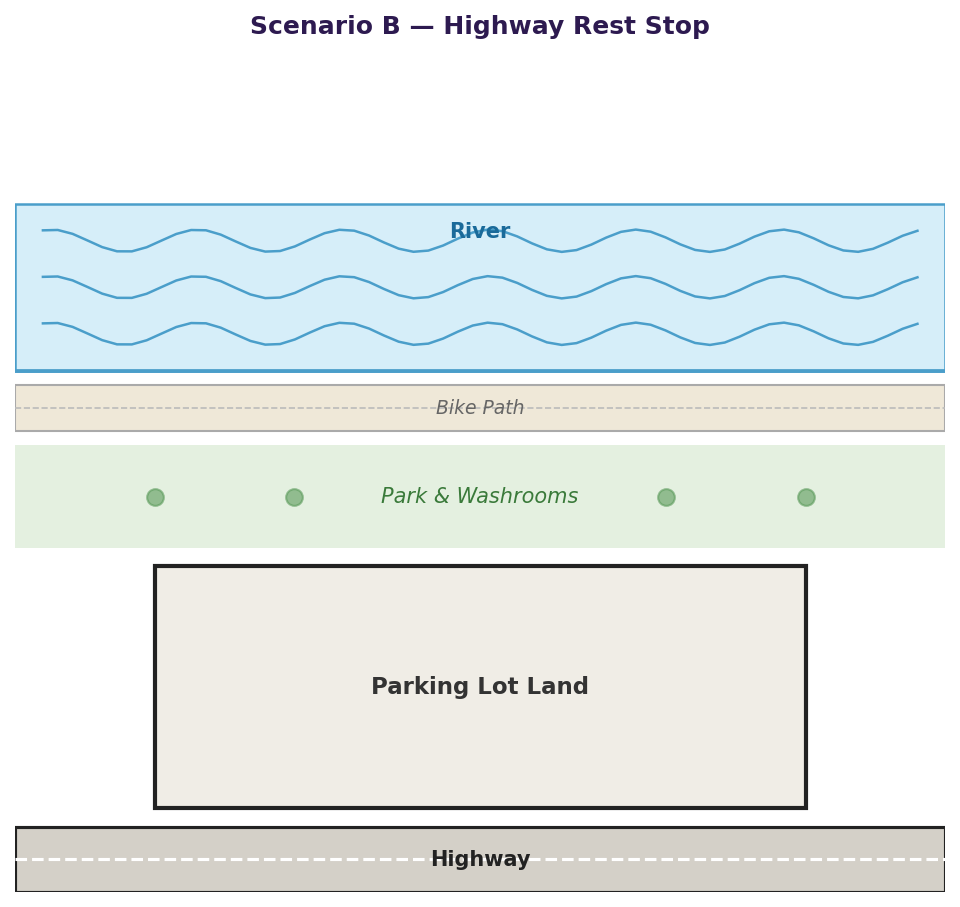 Scenario B — Highway Rest Stop
River
Bike Path
Park & Washrooms
Parking Lot Land
Highway